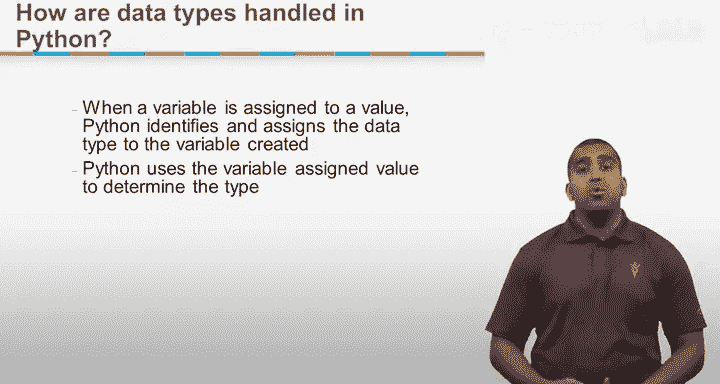 How are data types handled in
Python?
- When a variable is assigned to a value,
Python identifies and assigns the data
type to the variable created
- Python uses the variable assigned value
to determine the type